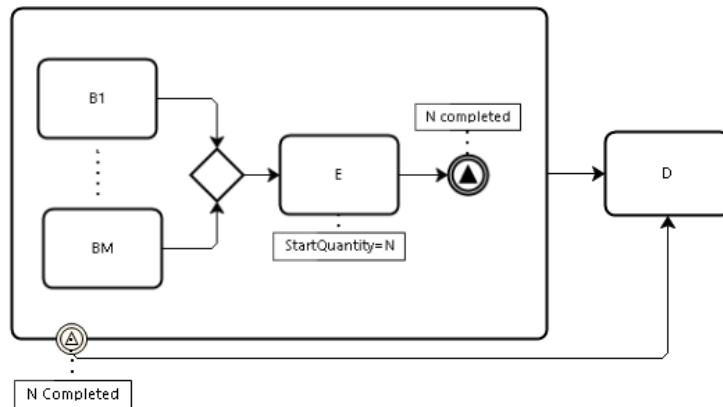 B1
N completed
E
D
BM
StartQuantity=N
N Completed